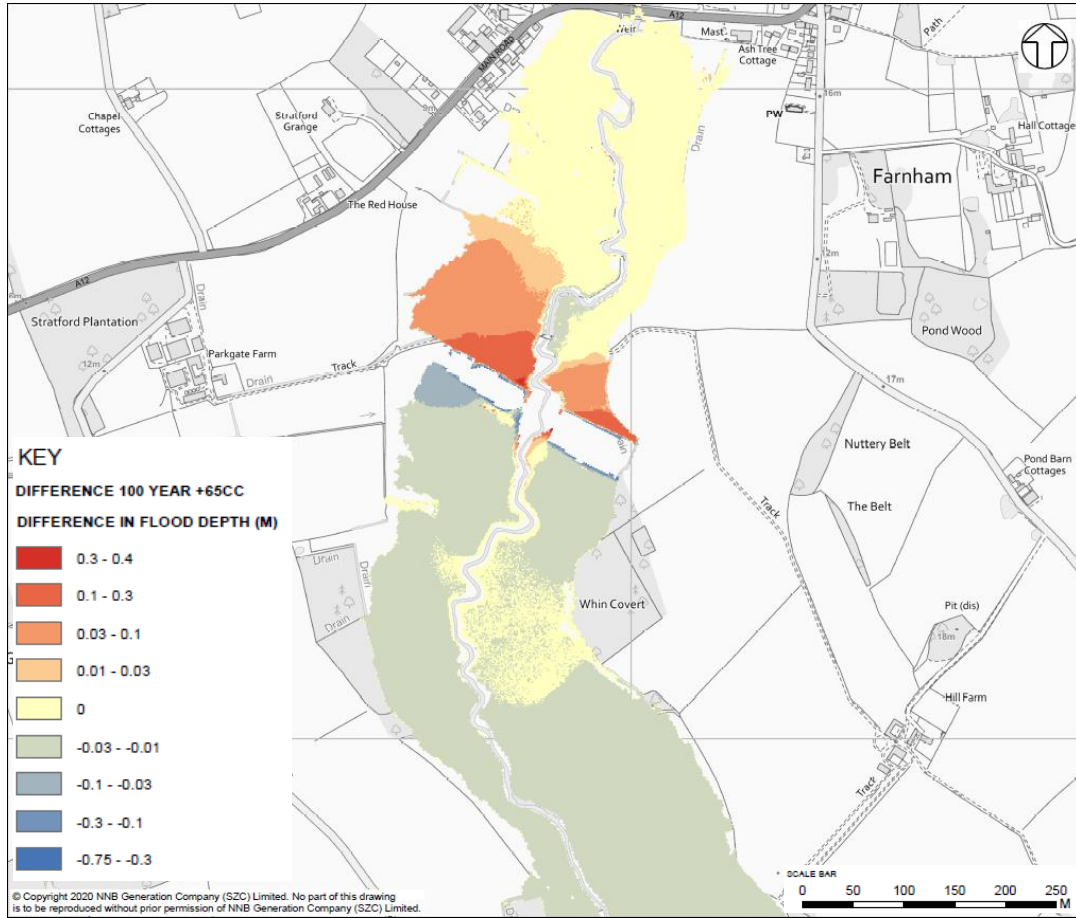 A12
Weir
Mast
Ash Tree
Cottage
Path
MAIN ROAD
16m
Chapel
Cottages
9m
Stratford
Grange
PW
Hall Cottage
Drain
Farnham
The Red House
A12
12m
Drain
Stratford Plantation
Pond Wood
12m
Parkgate Farm
Drain
Track
17m
Nuttery Belt
Pond Barn
Cottages
Track
The Belt
Drain
Drain
Drain
Whin Covert
Pit (dis)
18m
Hill Farm
Track
KEY
DIFFERENCE 100 YEAR +65CC
DIFFERENCE IN FLOOD DEPTH (M)
0.3 - 0.4
0.1 - 0.3
0.03 - 0.1
0.01 - 0.03
0
-0.03 - -0.01
-0.1 - -0.03
-0.3 - -0.1
-0.75 - -0.3
SCALE BAR
0 50 100 150 200 250
M
© Copyright 2020 NNB Generation Company (SZC) Limited. No part of this drawing
is to be reproduced without prior permission of NNB Generation Company (SZC) Limited.